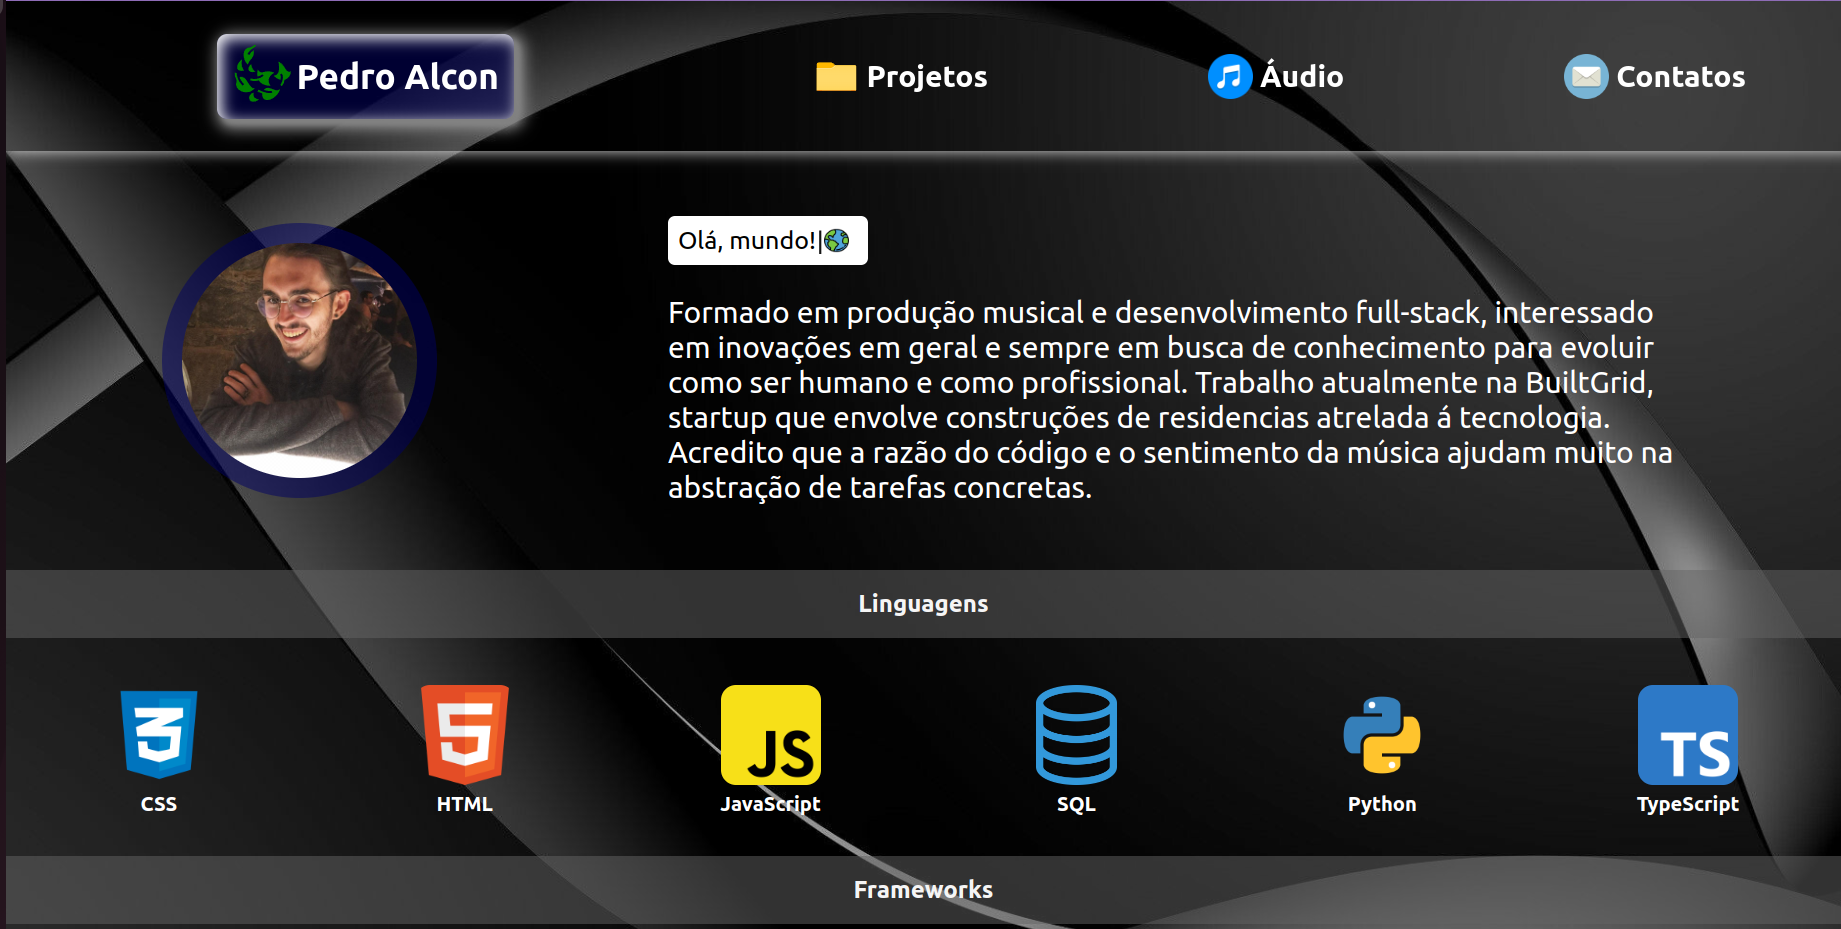 Pedro Alcon
Projetos
Áudio
Contatos
Olá, mundo!|
Formado em produção musical e desenvolvimento full-stack, interessado
em inovações em geral e sempre em busca de conhecimento para evoluir
como ser humano e como profissional. Trabalho atualmente na BuiltGrid,
startup que envolve construções de residencias atrelada á tecnologia.
Acredito que a razão do código e o sentimento da música ajudam muito na
abstração de tarefas concretas.
Linguagens
3
5
JS
TS
CSS
HTML
JavaScript
SQL
Python
TypeScript
Frameworks